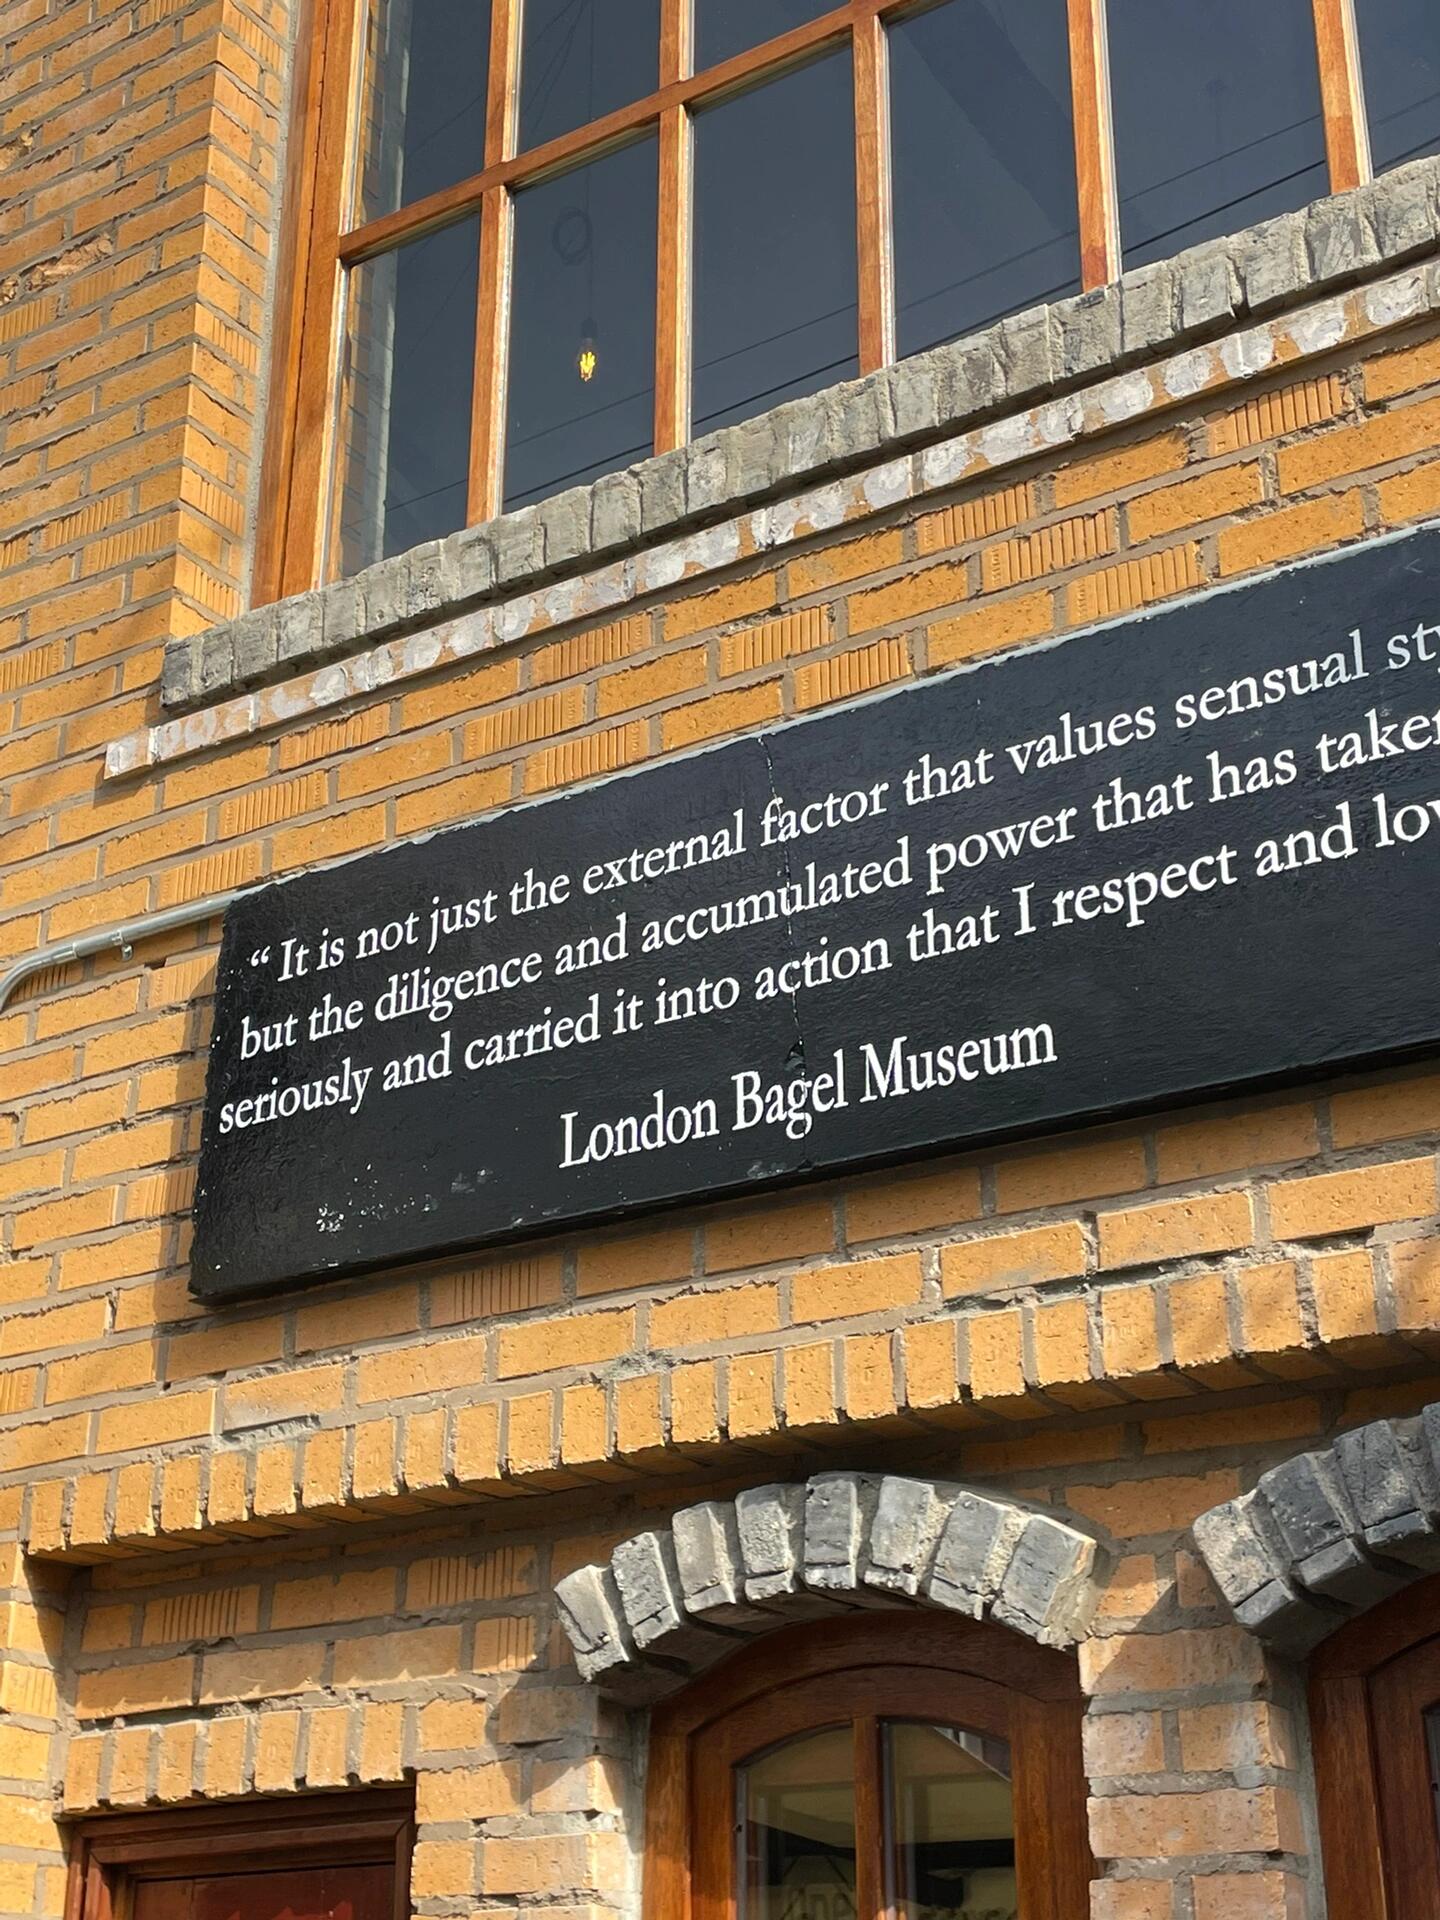 “ It is not just the external factor that values sensual
but the diligence and accumulated power that has
seriously and carried it into action that I respect and
London Bagel Museum